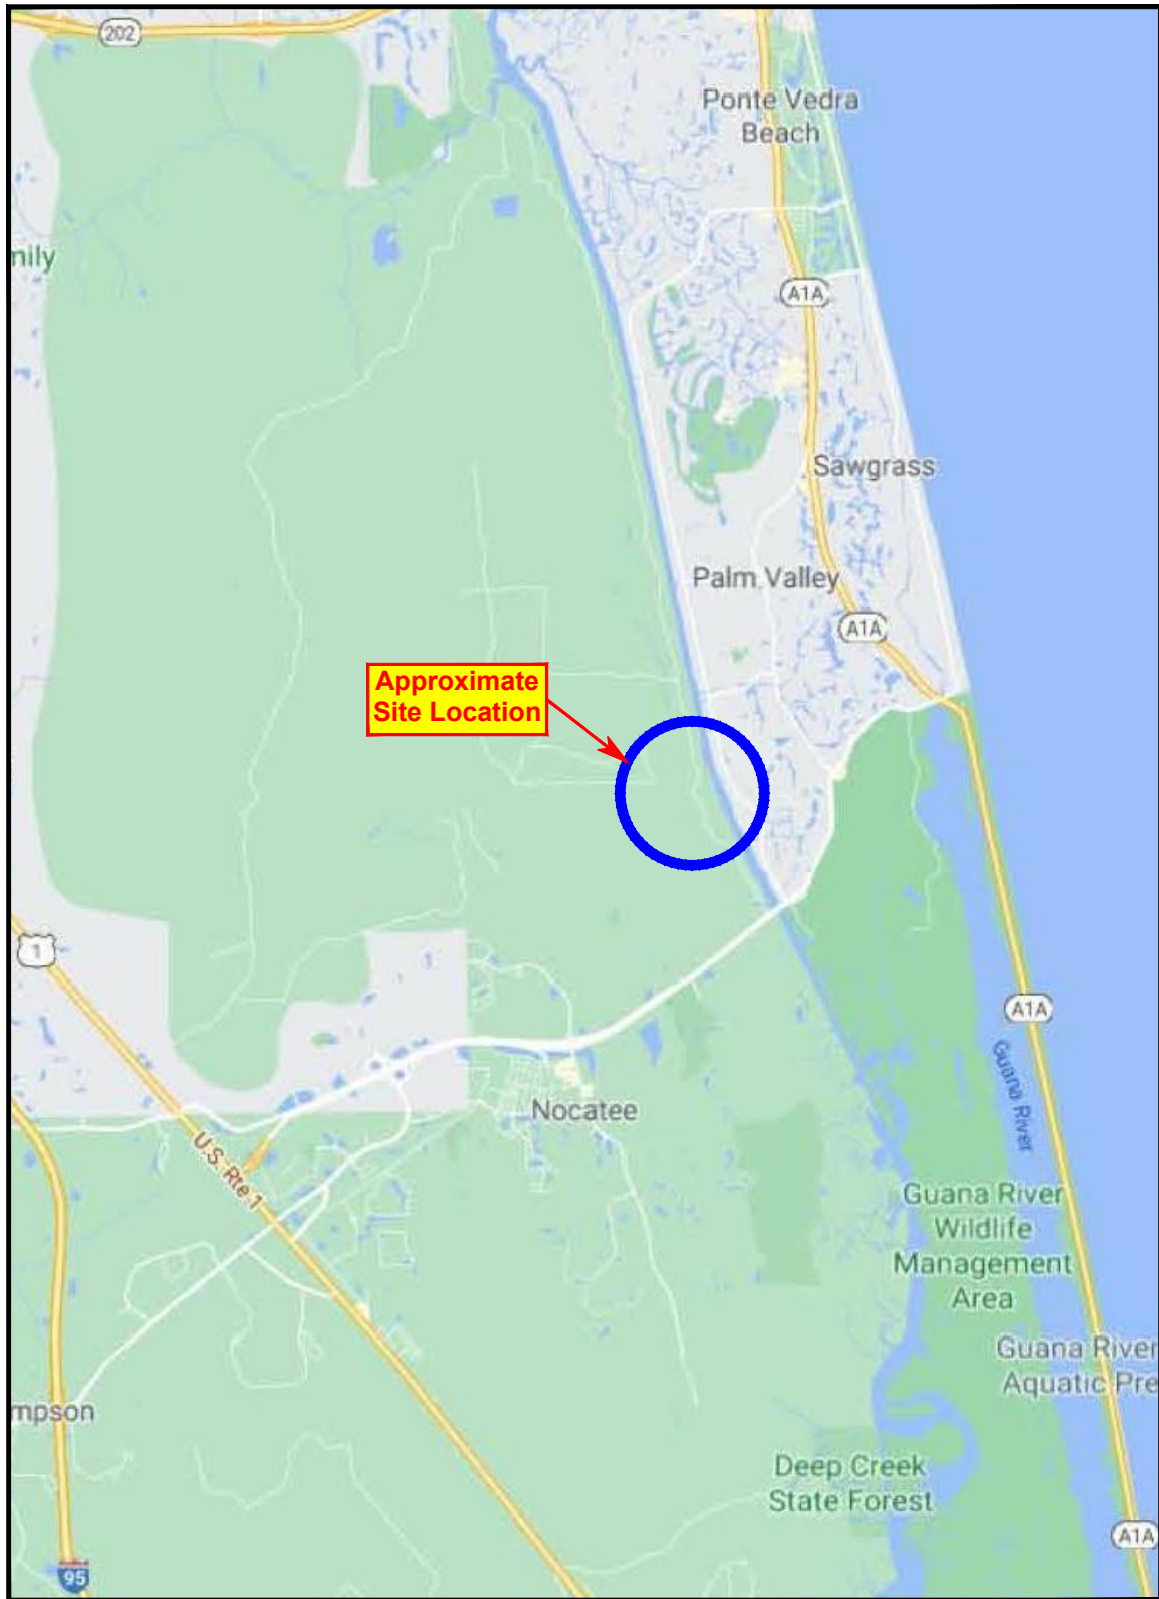 202
Ponte Vedra
Beach
nily
A1A
Sawgrass
Palm Valley
A1A
Approximate
Site Location
1
A1A
Guana River
Nocatee
U.S. Rte 1
Guana River
Wildlife
Management
Area
Guana River
Aquatic Pre
mpson
Deep Creek
State Forest
A1A
95